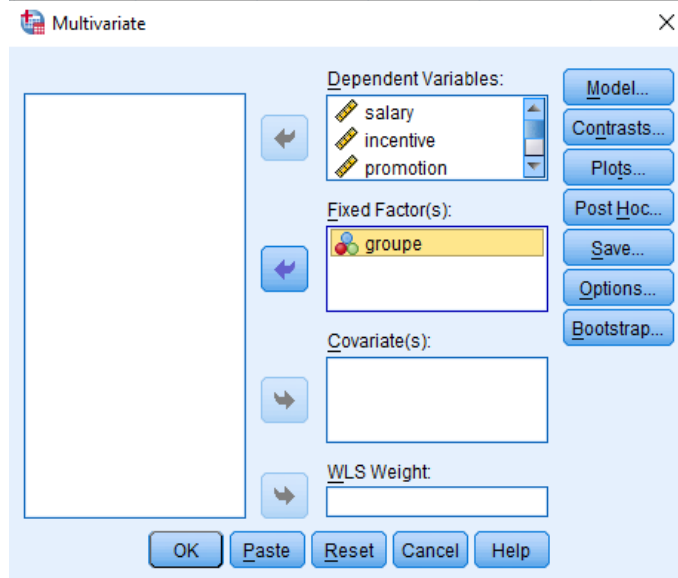 Multivariate
Dependent Variables:
salary
incentive
promotion
Fixed Factor(s):
groupe
Covariate(s):
WLS Weight:
Model...
Contrasts...
Plots...
Post Hoc...
Save...
Options...
Bootstrap...
OK Paste Reset Cancel Help